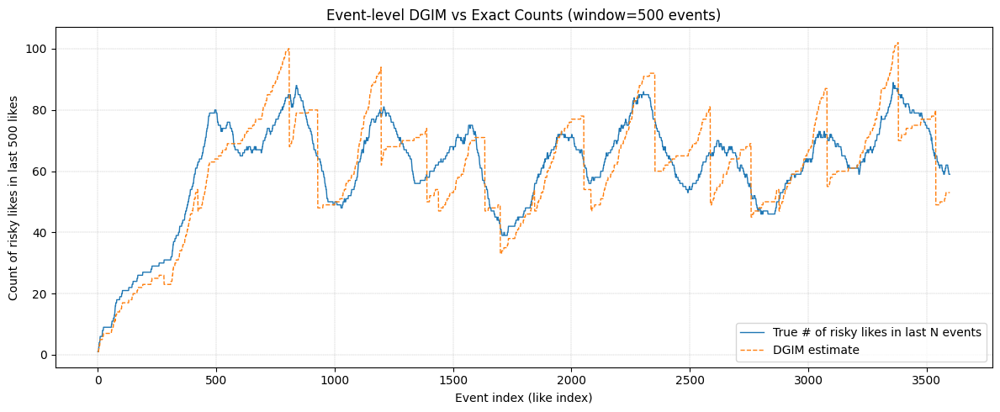 Event-level DGIM vs Exact Counts (window=500 events)
Count of risky likes in last 500 likes
100
80
60
40
20
0
0 500 1000 1500 2000 2500 3000 3500
Event index (like index)
True # of risky likes in last N events
DGIM estimate